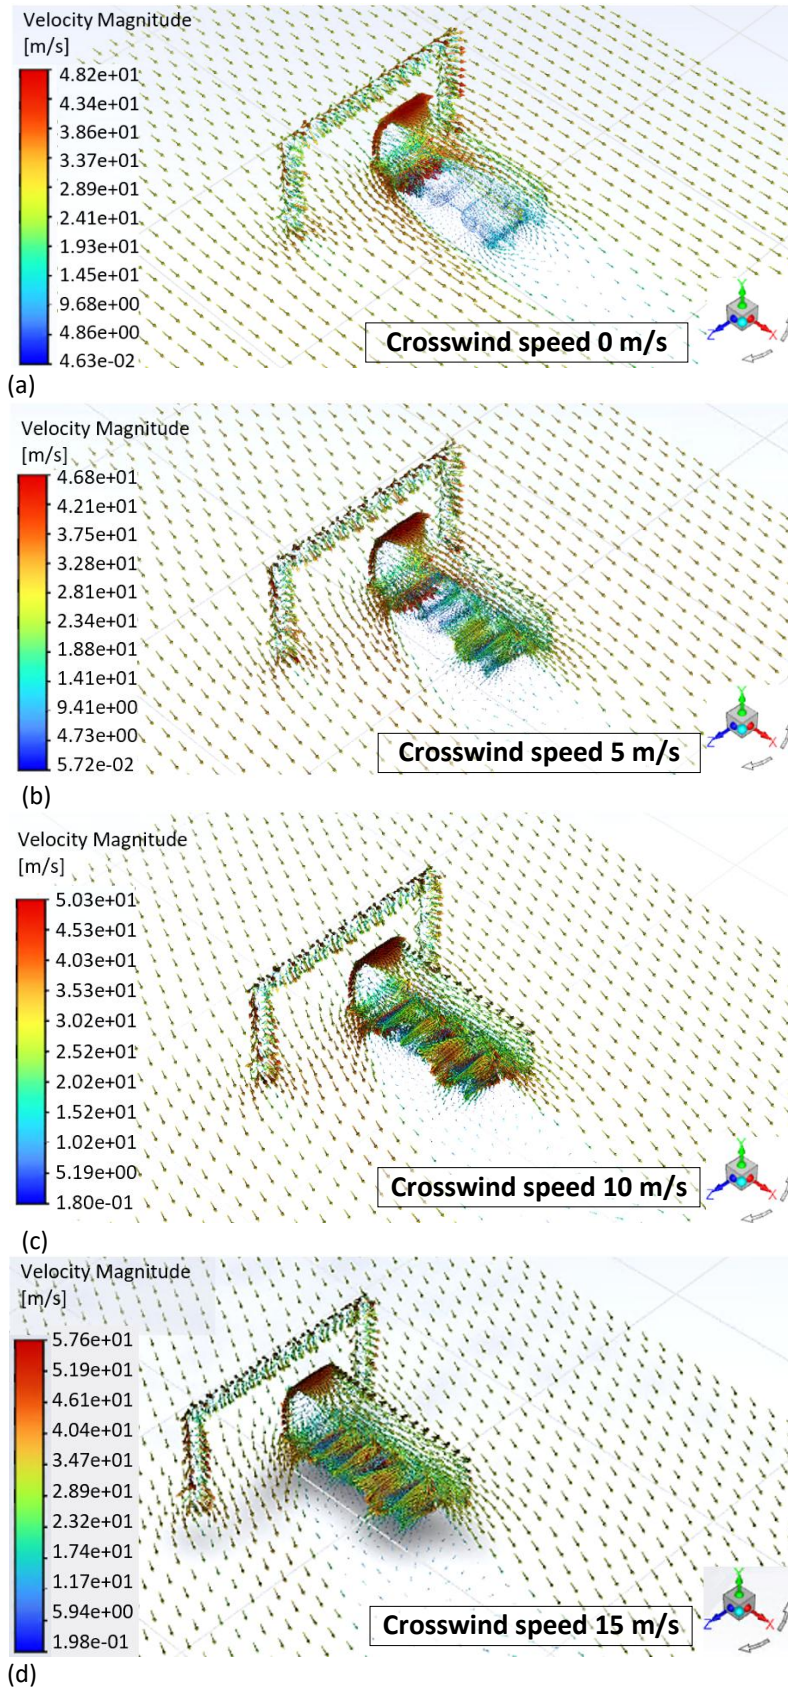 Velocity Magnitude
[m/s]
4.82e+01
4.34e+01
3.86e+01
3.37e+01
2.89e+01
2.41e+01
1.93e+01
1.45e+01
9.68e+00
4.86e+00
4.63e-02
Y
Z
X
Crosswind speed 0 m/s
(a)
Velocity Magnitude
[m/s]
4.68e+01
4.21e+01
3.75e+01
3.28e+01
2.81e+01
2.34e+01
1.88e+01
1.41e+01
9.41e+00
4.73e+00
5.72e-02
Y
Z
X
Crosswind speed 5 m/s
(b)
Velocity Magnitude
[m/s]
5.03e+01
4.53e+01
4.03e+01
3.53e+01
3.02e+01
2.52e+01
2.02e+01
1.52e+01
1.02e+01
5.19e+00
1.80e-01
Y
Z
X
Crosswind speed 10 m/s
(c)
Velocity Magnitude
[m/s]
5.76e+01
5.19e+01
4.61e+01
4.04e+01
3.47e+01
2.89e+01
2.32e+01
1.74e+01
1.17e+01
5.94e+00
1.98e-01
Y
Z
X
Crosswind speed 15 m/s
(d)